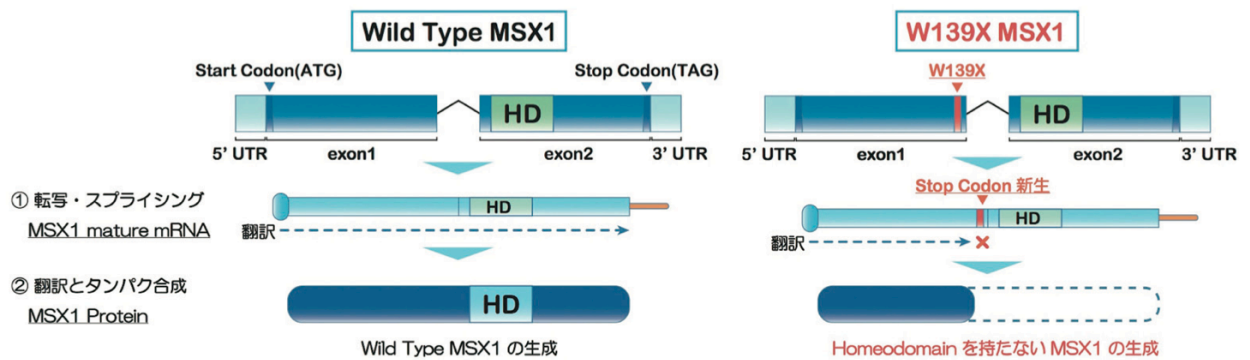 Wild Type MSX1
W139X MSX1
Start Codon(ATG)
Stop Codon(TAG)
W139X
HD
HD
5' UTR
exon1
exon2
3' UTR
5' UTR
exon1
exon2
3' UTR
① 転写・スプライシング
MSX1 mature mRNA
HD
翻訳
Stop Codon 新生
HD
翻訳
② 翻訳とタンパク合成
MSX1 Protein
HD
Wild Type MSX1 の生成
Homeodomain を持たない MSX1 の生成